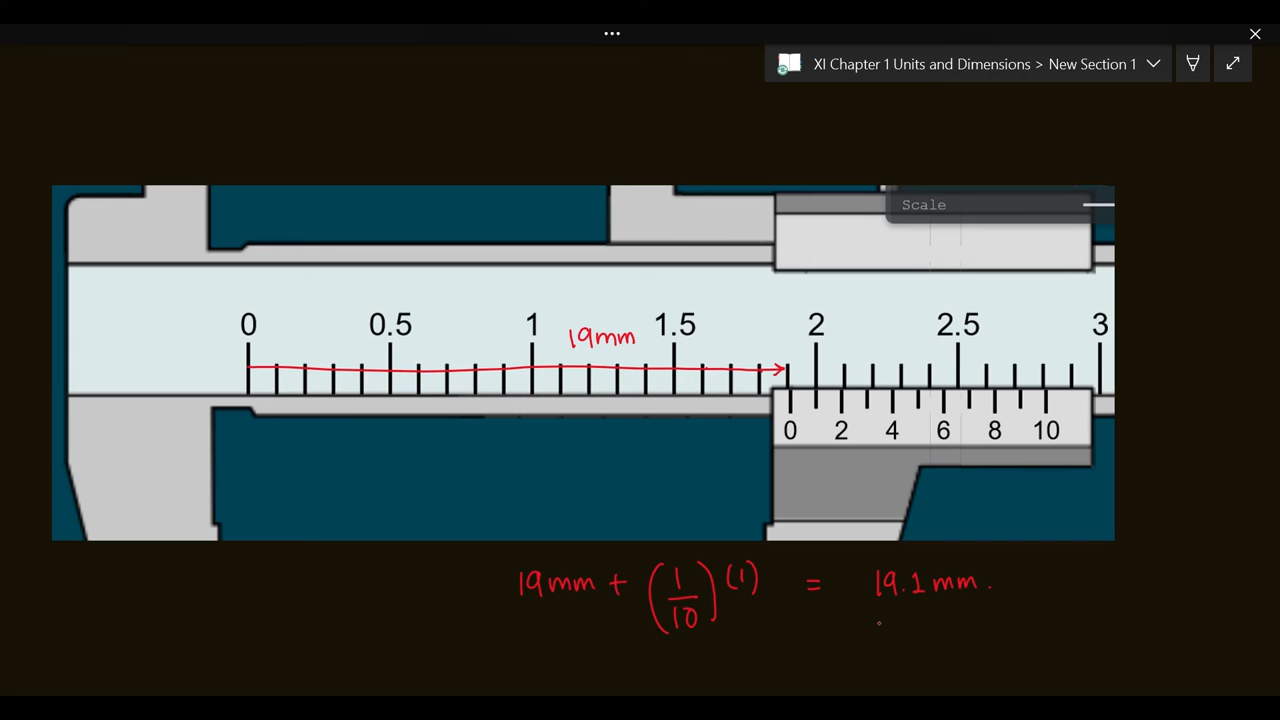 XI Chapter 1 Units and Dimensions > New Section 1
Scale
0 0.5 1 1.5 2 2.5 3
19mm
0 2 4 6 8 10
19mm + (1/10)(1) = 19.1 mm.